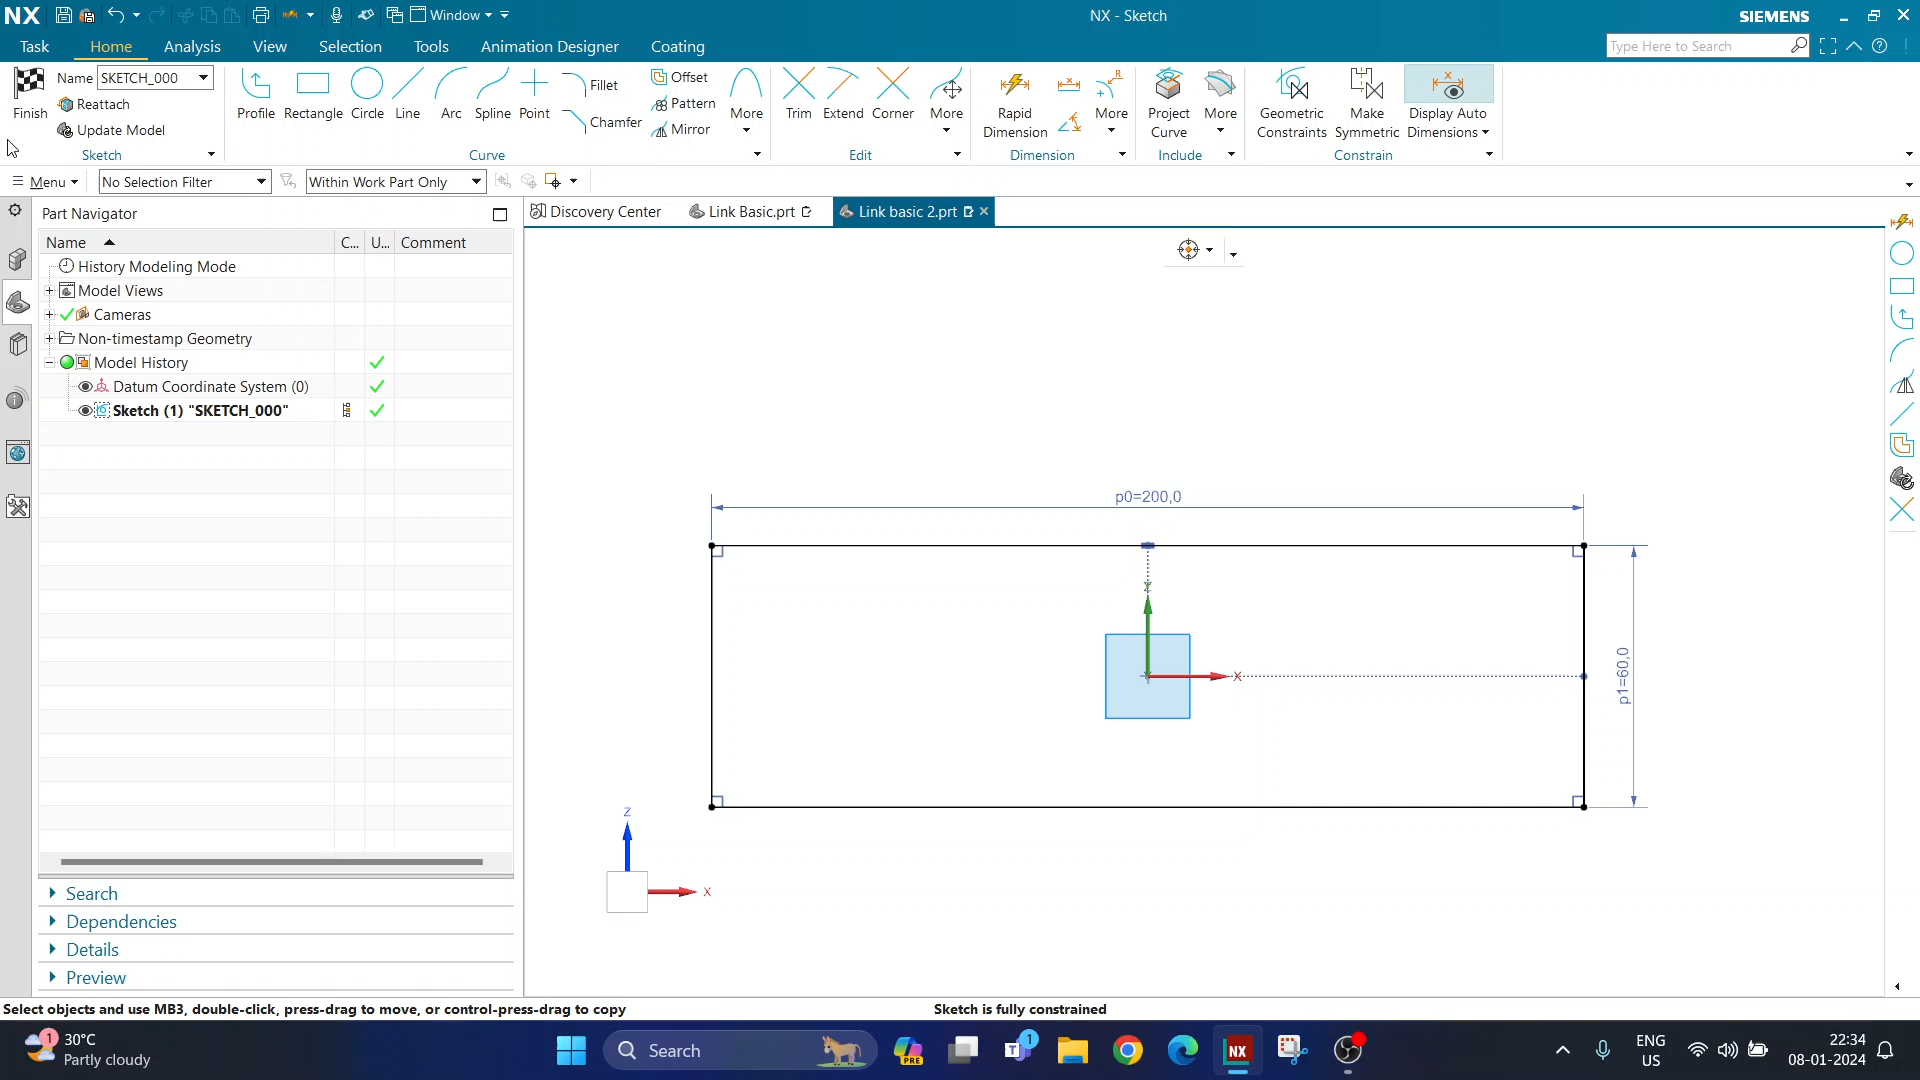 NX Window NX - Sketch SIEMENS
Task Home Analysis View Selection Tools Animation Designer Coating Type Here to Search
Name SKETCH_000
Reattach
Update Model
Finish
Profile Rectangle Circle Line Arc Spline Point
Fillet
Chamfer
Offset
Pattern
Mirror
More
Trim Extend Corner More
Rapid
Dimension
More
Project
Curve
More
Geometric
Constraints
Make
Symmetric
Display Auto
Dimensions
Sketch Curve Edit Dimension Include Constrain
Menu No Selection Filter Within Work Part Only
Part Navigator
Discovery Center Link Basic.prt Link basic 2.prt
Name C... U... Comment
History Modeling Mode
Model Views
Cameras
Non-timestamp Geometry
Model History
Datum Coordinate System (0)
Sketch (1) "SKETCH_000"
p0=200,0
Y
X
p1=60,0
Z
X
Search
Dependencies
Details
Preview
Select objects and use MB3, double-click, press-drag to move, or control-press-drag to copy Sketch is fully constrained
1
30°C
Partly cloudy
Search
PRE
T
1
NX
ENG
US
22:34
08-01-2024